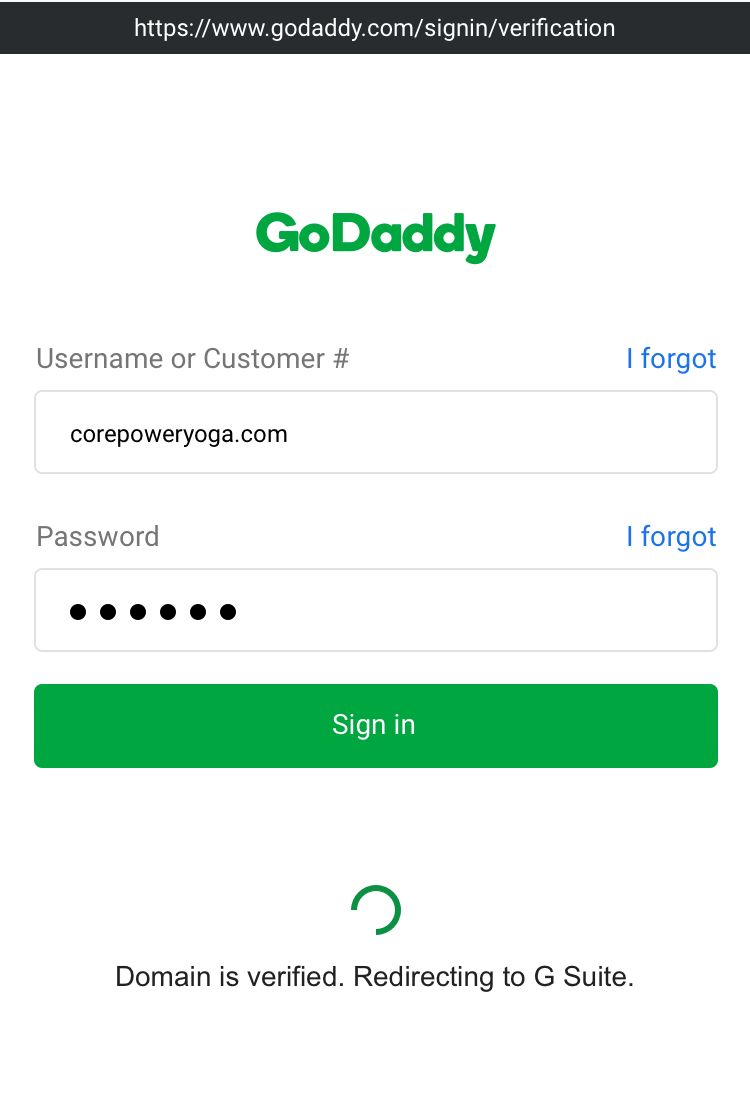 https://www.godaddy.com/signin/verification
GoDaddy
Username or Customer # I forgot
corepoweryoga.com
Password I forgot
Sign in
Domain is verified. Redirecting to G Suite.